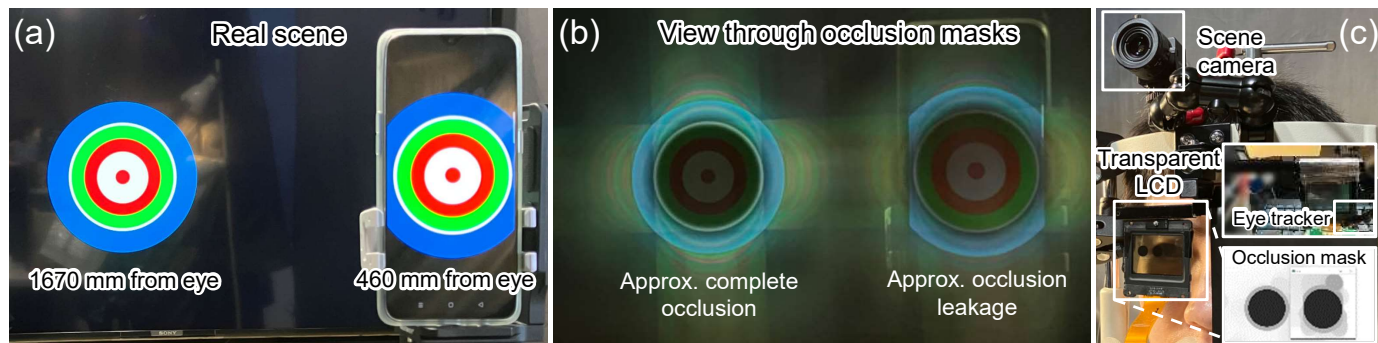 (a)
Real scene
1670 mm from eye
460 mm from eye
SONY
(b)
View through occlusion masks
Approx. complete
occlusion
Approx. occlusion
leakage
(c)
Scene
camera
Transparent
LCD
Eye tracker
Occlusion mask